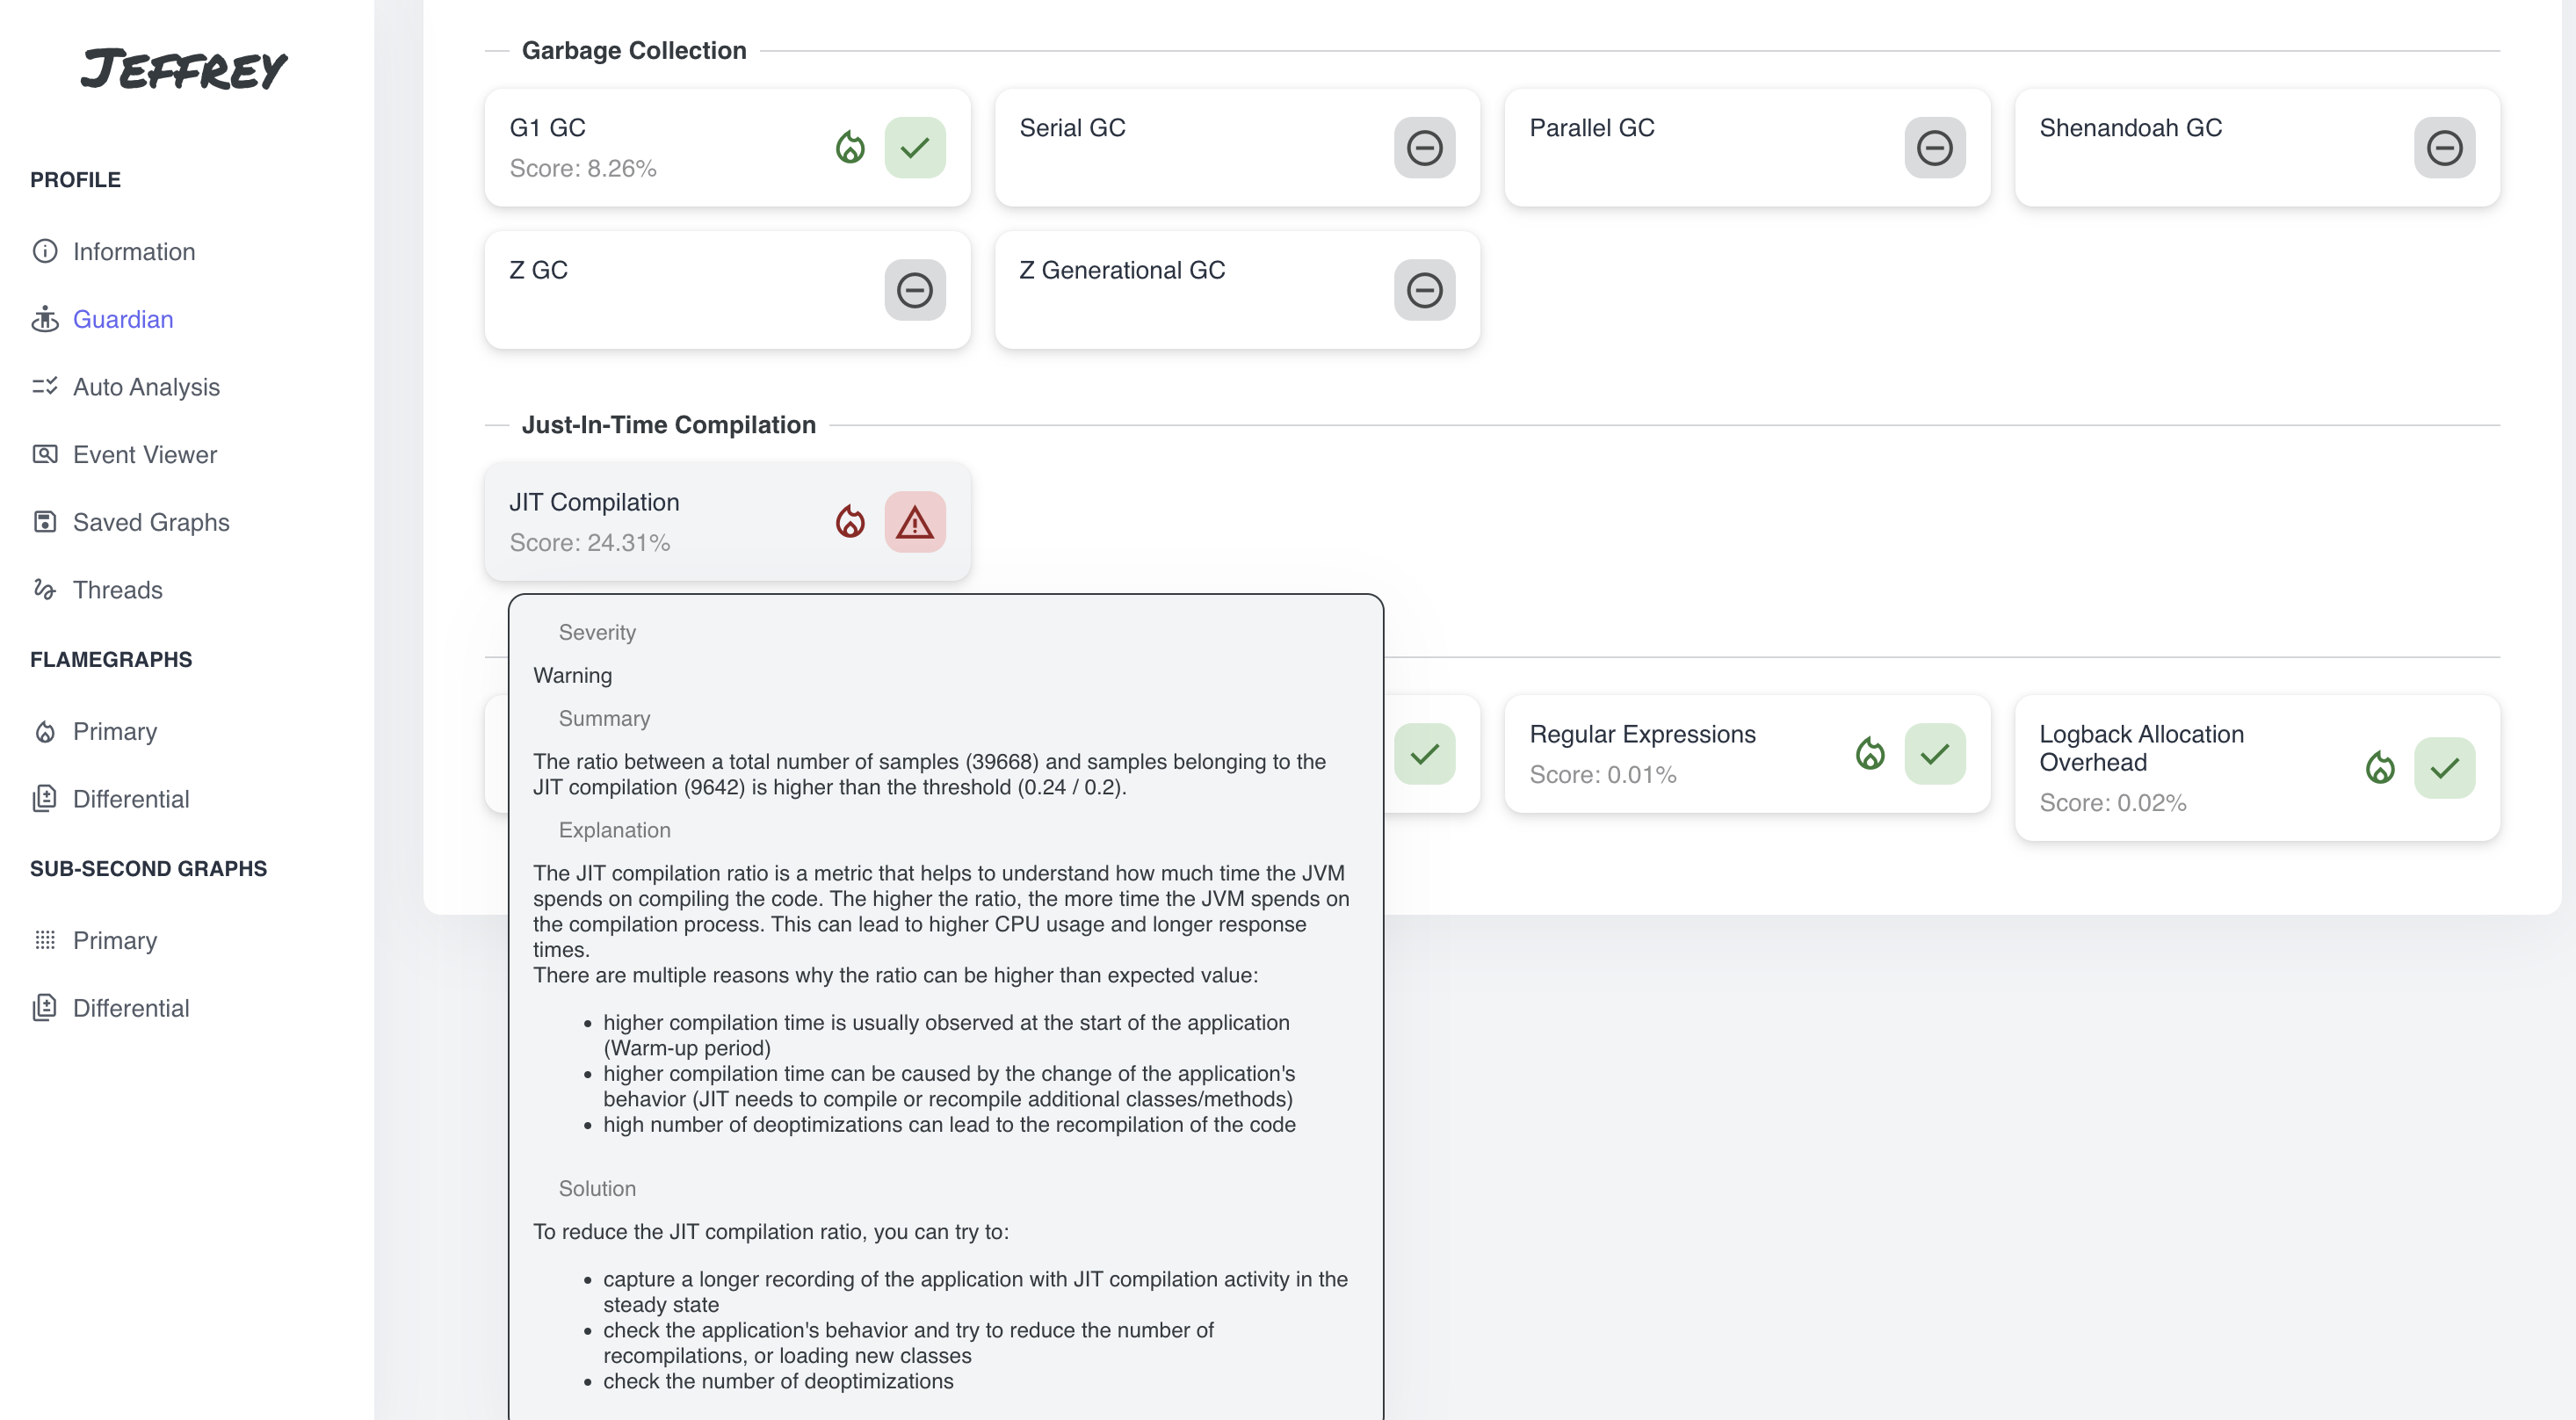 JEFFREY
PROFILE
Information
Guardian
Auto Analysis
Event Viewer
Saved Graphs
Threads
FLAMEGRAPHS
Primary
Differential
SUB-SECOND GRAPHS
Primary
Differential
Garbage Collection
G1 GC
Score: 8.26%
Serial GC
Parallel GC
Shenandoah GC
Z GC
Z Generational GC
Just-In-Time Compilation
JIT Compilation
Score: 24.31%
Severity
Warning
Summary
The ratio between a total number of samples (39668) and samples belonging to the
JIT compilation (9642) is higher than the threshold (0.24 / 0.2).
Explanation
The JIT compilation ratio is a metric that helps to understand how much time the JVM
spends on compiling the code. The higher the ratio, the more time the JVM spends on
the compilation process. This can lead to higher CPU usage and longer response
times.
There are multiple reasons why the ratio can be higher than expected value:
• higher compilation time is usually observed at the start of the application
(Warm-up period)
• higher compilation time can be caused by the change of the application's
behavior (JIT needs to compile or recompile additional classes/methods)
• high number of deoptimizations can lead to the recompilation of the code
Solution
To reduce the JIT compilation ratio, you can try to:
• capture a longer recording of the application with JIT compilation activity in the
steady state
• check the application's behavior and try to reduce the number of
recompilations, or loading new classes
• check the number of deoptimizations
Regular Expressions
Score: 0.01%
Logback Allocation
Overhead
Score: 0.02%